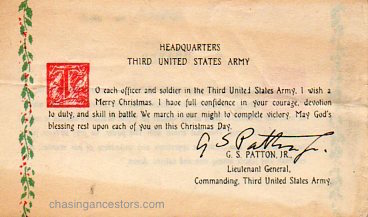 HEADQUARTERS
THIRD UNITED STATES ARMY
To each officer and soldier in the Third United States Army, I wish a
Merry Christmas. I have full confidence in your courage, devotion
to duty, and skill in battle. We march in our might to complete victory. May God's
blessing rest upon each of you on this Christmas Day.
G S Patton Jr.
G. S. PATTON, JR.,
Lieutenant General,
Commanding, Third United States Army.
chasingancestors.com